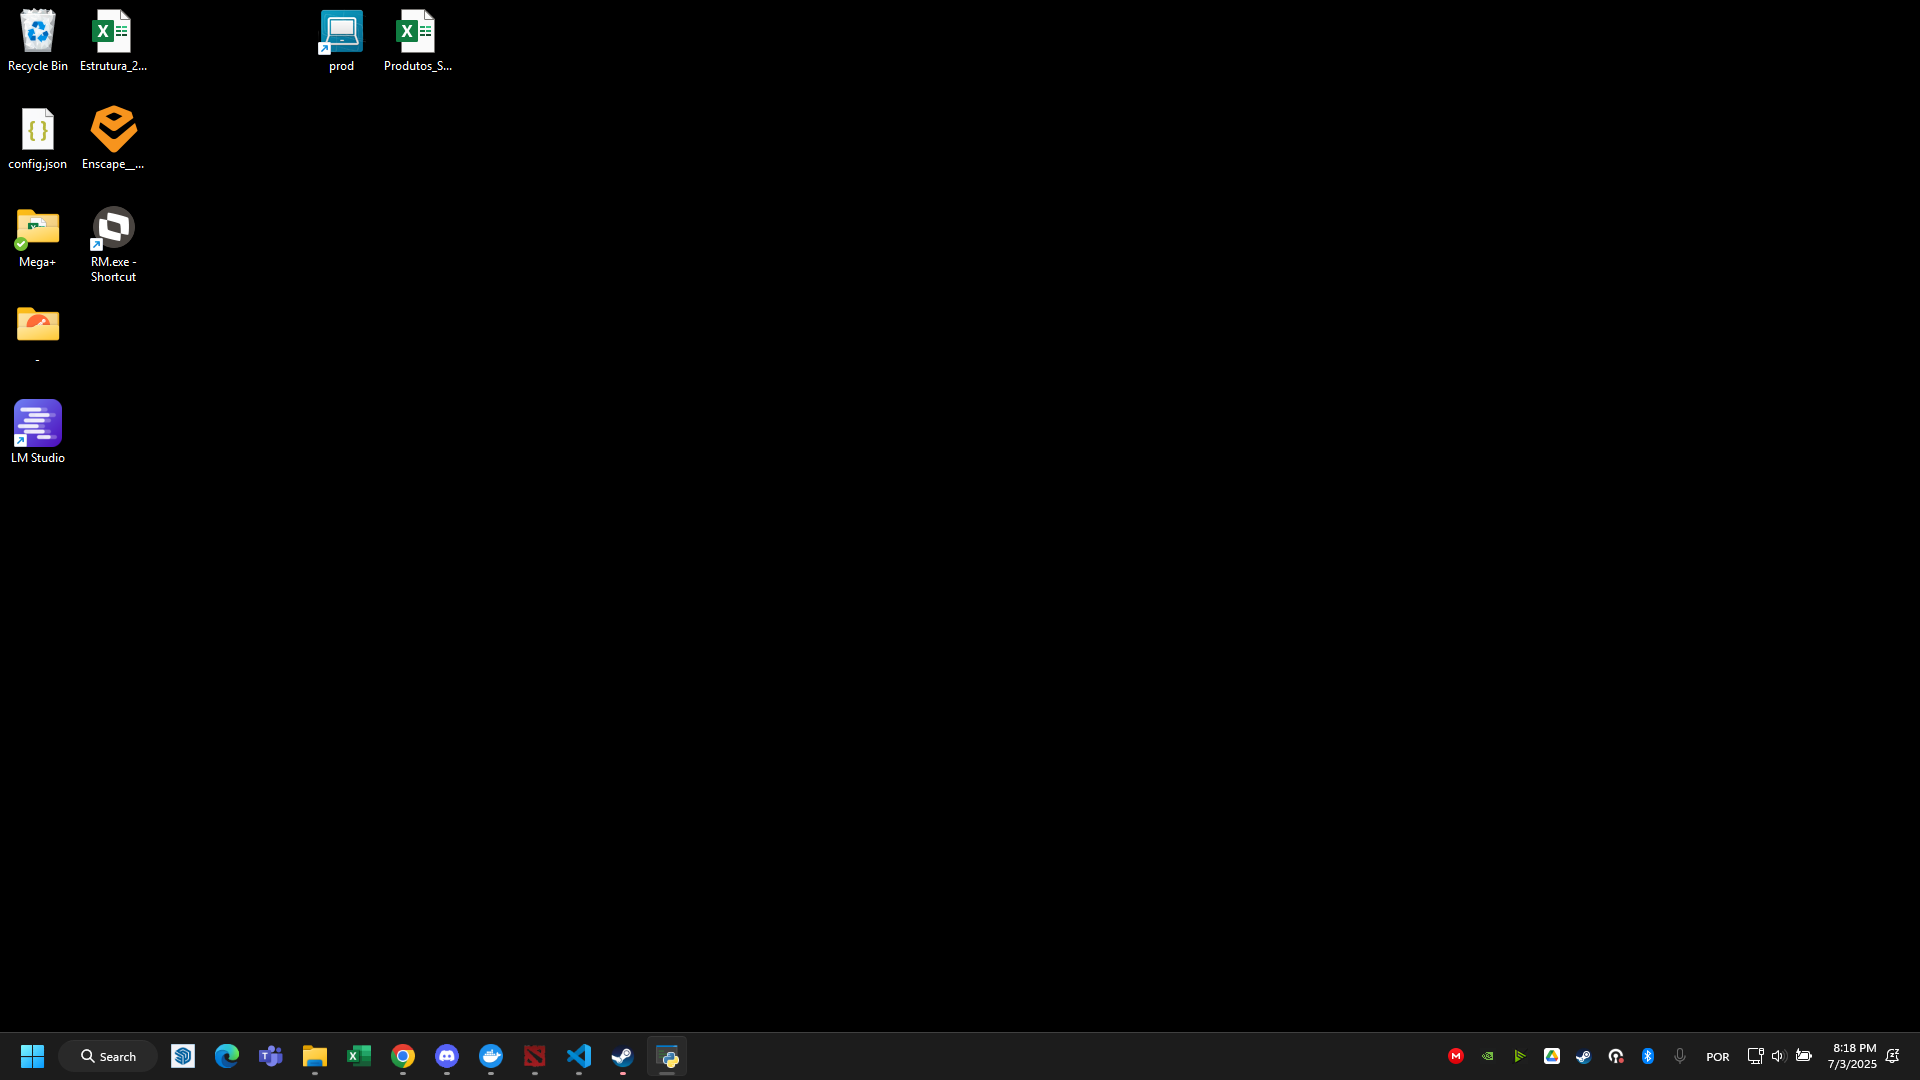 Recycle Bin
Estrutura_2...
prod
Produtos_S...
config.json
Enscape__...
Mega+
RM.exe -
Shortcut
-
LM Studio
Search
POR
8:18 PM
7/3/2025